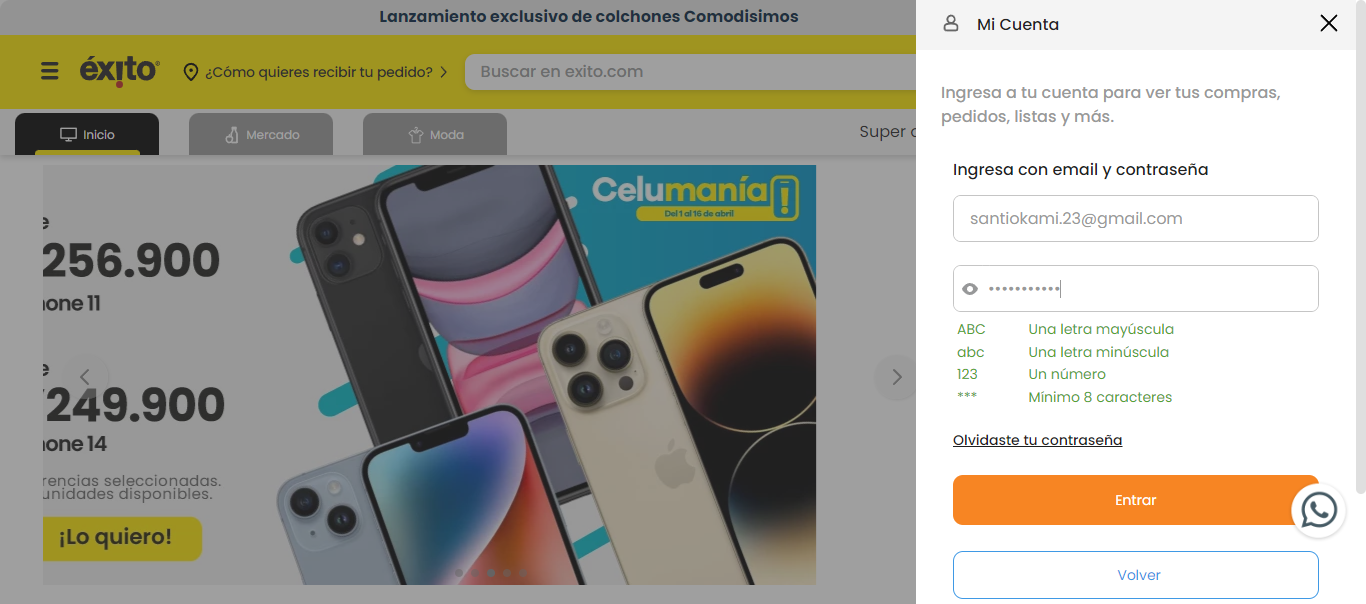 Lanzamiento exclusivo de colchones Comodisimos
Mi Cuenta
éxito
¿Cómo quieres recibir tu pedido?
Buscar en exito.com
Inicio
Mercado
Moda
Super
Ingresa a tu cuenta para ver tus compras,
pedidos, listas y más.
Ingresa con email y contraseña
santiokami.23@gmail.com
•••••••••••
ABC Una letra mayúscula
abc Una letra minúscula
123 Un número
*** Mínimo 8 caracteres
Olvidaste tu contraseña
Entrar
Volver
Celumanía
Del 1 al 16 de abril
256.900
one 11
249.900
one 14
rencias seleccionadas.
unidades disponibles.
¡Lo quiero!